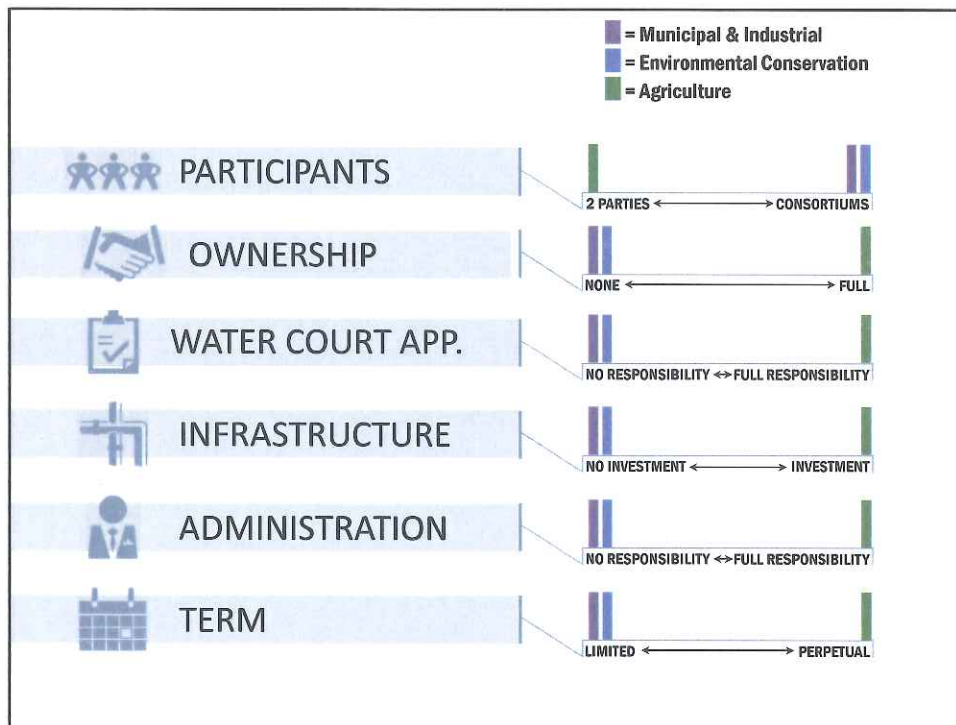 = Municipal & Industrial
= Environmental Conservation
= Agriculture
PARTICIPANTS
2 PARTIES
CONSORTIUMS
OWNERSHIP
NONE
FULL
WATER COURT APP.
NO RESPONSIBILITY ↔ FULL RESPONSIBILITY
INFRASTRUCTURE
NO INVESTMENT
INVESTMENT
ADMINISTRATION
NO RESPONSIBILITY ↔ FULL RESPONSIBILITY
TERM
LIMITED
PERPETUAL